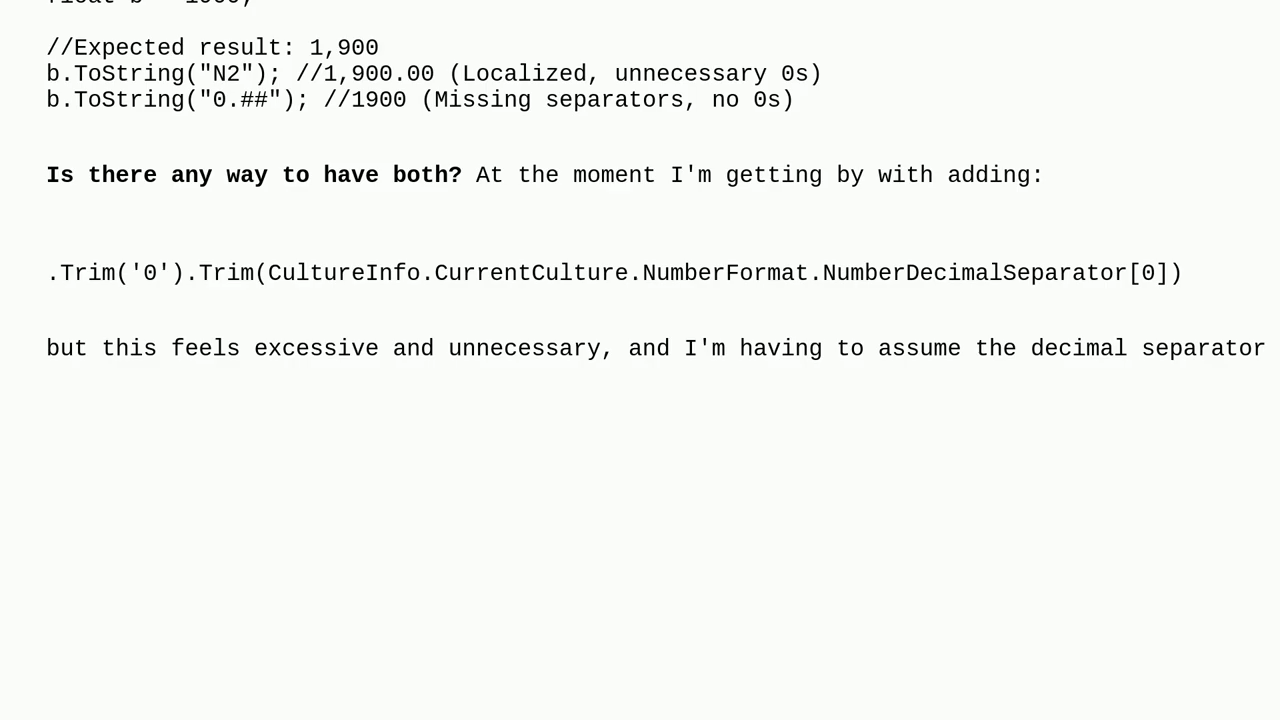 float b = 1900;
//Expected result: 1,900
b.ToString("N2"); //1,900.00 (Localized, unnecessary 0s)
b.ToString("0.##"); //1900 (Missing separators, no 0s)
Is there any way to have both? At the moment I'm getting by with adding:
.Trim('0').Trim(CultureInfo.CurrentCulture.NumberFormat.NumberDecimalSeparator[0])
but this feels excessive and unnecessary, and I'm having to assume the decimal separator